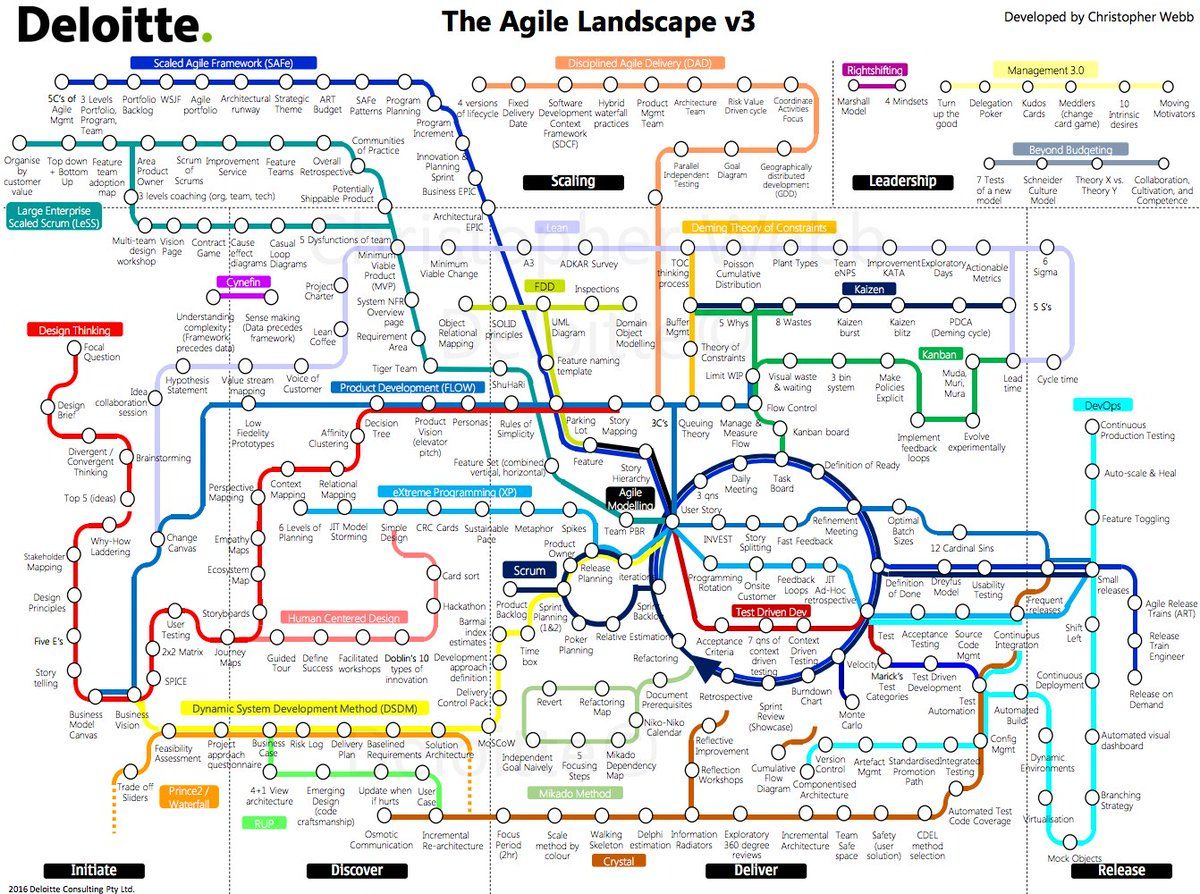 Deloitte.
The Agile Landscape v3
Developed by Christopher Webb
Scaled Agile Framework (SAFe)
5C's of
Agile
Mgmt
3 Levels
Portfolio,
Program,
Team
Portfolio
Backlog
WSJF
Agile
portfolio
Architectural
runway
Strategic
Theme
ART
Budget
SAFe
Patterns
Program
Planning
Program
Increment
Innovation &
Planning
Sprint
Business EPIC
Architectural
EPIC
Disciplined Agile Delivery (DAD)
4 versions
of lifecycle
Fixed
Delivery
Date
Software
Development
Context
Framework
(SDCF)
Hybrid
waterfall
practices
Product
Mgmt
Team
Architecture
Team
Risk Value
Driven cycle
Coordinate
Activities
Focus
Parallel
Independent
Testing
Goal
Diagram
Geographically
distributed
development
(GDD)
Scaling
Rightshifting
Marshall
Model
4 Mindsets
Management 3.0
Turn
up the
good
Delegation
Poker
Kudos
Cards
Meddlers
(change
card game)
10
Intrinsic
desires
Moving
Motivators
Beyond Budgeting
7 Tests
of a new
model
Schneider
Culture
Model
Theory X vs.
Theory Y
Collaboration,
Cultivation, and
Competence
Leadership
Organise
by
customer
value
Top down
+ Bottom
Up
Feature
team
adoption
map
Area
Product
Owner
Scrum
of
Scrums
Improvement
Service
Feature
Teams
Overall
Retrospective
Communities
of Practice
Potentially
Shippable Product
3 levels coaching (org, team, tech)
Large Enterprise
Scaled Scrum (LeSS)
Multi-team
design
workshop
Vision
Page
Contract
Game
Cause
effect
diagrams
Casual
Loop
Diagrams
5 Dysfunctions of team
Christopher Webb
Deloitte
Lean
Minimum
Viable
Product
(MVP)
Minimum
Viable Change
A3
ADKAR Survey
Deming Theory of Constraints
TOC
thinking
process
Poisson
Cumulative
Distribution
Plant Types
Team
eNPS
Improvement
KATA
Exploratory
Days
Actionable
Metrics
6
Sigma
Cynefin
Understanding
complexity
(Framework
precedes data)
Sense making
(Data precedes
framework)
Project
Charter
Lean
Coffee
System NFR
Overview
page
Requirement
Area
Tiger Team
FDD
Inspections
Object
Relational
Mapping
SOLID
principles
UML
Diagram
Domain
Object
Modelling
Feature naming
template
Kaizen
Buffer
Mgmt
5 Whys
8 Wastes
Kaizen
burst
Kaizen
blitz
PDCA
(Deming cycle)
5 S's
Theory of
Constraints
Limit WIP
Kanban
Visual waste
& waiting
3 bin
system
Make
Policies
Explicit
Muda,
Muri,
Mura
Lead
time
Cycle time
Implement
feedback
loops
Evolve
experimentally
Flow Control
Kanban board
Design Thinking
Focal
Question
Design
Brief
Divergent /
Convergent
Thinking
Brainstorming
Top 5 (ideas)
Why-How
Laddering
Stakeholder
Mapping
Design
Principles
Five E's
Story
telling
Business
Model
Canvas
Business
Vision
SPICE
2x2 Matrix
User
Testing
Journey
Maps
Storyboards
Ecosystem
Map
Empathy
Maps
Perspective
Mapping
Context
Mapping
Relational
Mapping
Affinity
Clustering
Idea
collaboration
session
Hypothesis
Statement
Value stream
mapping
Voice of
Customer
Change
Canvas
Product Development (FLOW)
ShuHaRi
Low
Fiedelity
Prototypes
Decision
Tree
Product
Vision
(elevator
pitch)
Personas
Rules of
Simplicity
Parking
Lot
Story
Mapping
3C's
Queuing
Theory
Manage &
Measure
Flow
Feature
Story
Hierarchy
Feature Set (combined,
vertical, horizontal)
Agile
Modelling
Team PBR
eXtreme Programming (XP)
6 Levels of
Planning
JIT Model
Storming
Simple
Design
CRC Cards
Sustainable
Pace
Metaphor
Spikes
Card sort
Hackathon
Human Centered Design
Guided
Tour
Define
success
Facilitated
workshops
Doblin's 10
types of
innovation
Scrum
Product
Owner
Release
Planning
iteration
Product
Backlog
Sprint
Planning
(1&2)
Poker
Planning
Relative Estimation
Sprint
Backlog
Refactoring
3 qns
Daily
Meeting
Task
Board
Definition of Ready
User Story
INVEST
Story
Splitting
Fast Feedback
Refinement
Meeting
Optimal
Batch
Sizes
12 Cardinal Sins
Programming
Rotation
Onsite
Customer
Feedback
Loops
JIT
Ad-Hoc
retrospective
Definition
of Done
Dreyfus
Model
Usability
Testing
Frequent
releases
Small
releases
Test Driven Dev
Acceptance
Criteria
7 qns of
context
driven
testing
Context
Driven
Testing
Test
Acceptance
Testing
Source
Code
Mgmt
Continuous
Integration
Velocity
Marick's
Test
Categories
Test Driven
Development
Test
Automation
Monte
Carlo
Burndown
Chart
Sprint
Review
(Showcase)
Retrospective
DevOps
Continuous
Production Testing
Auto-scale & Heal
Feature Toggling
Shift
Left
Continuous
Deployment
Automated visual
dashboard
Branching
Strategy
Mock Objects
Virtualisation
Dynamic
Environments
Automated
Build
Config
Mgmt
Agile Release
Trains (ART)
Release
Train
Engineer
Release on
Demand
Barmai
index
estimates
Time
box
Development
approach
definition
Delivery
Control Pack
MoSCoW
Dynamic System Development Method (DSDM)
Feasibility
Assessment
Project
approach
questionnaire
Business
Case
Risk Log
Delivery
Plan
Baselined
Requirements
Solution
Architecture
Trade off
Sliders
Prince2 /
Waterfall
RUP
4+1 View
architecture
Emerging
Design
(code
craftsmanship)
Update when
if hurts
User
Case
Revert
Refactoring
Map
Document
Prerequisites
Niko-Niko
Calendar
Independent
Goal Naively
5
Focusing
Steps
Mikado
Dependency
Map
Mikado Method
Reflective
Improvement
Reflection
Workshops
Cumulative
Flow
Diagram
Version
Control
Artefact
Mgmt
Standardised
Promotion
Path
Integrated
Testing
Componentised
Architecture
Automated Test
Code Coverage
Osmotic
Communication
Incremental
Re-architecture
Focus
Period
(2hr)
Scale
method by
colour
Walking
Skeleton
Delphi
estimation
Information
Radiators
Exploratory
360 degree
reviews
Incremental
Architecture
Team
Safe
space
Safety
(user
solution)
CDEL
method
selection
Crystal
Initiate
Discover
Deliver
Release
2016 Deloitte Consulting Pty Ltd.